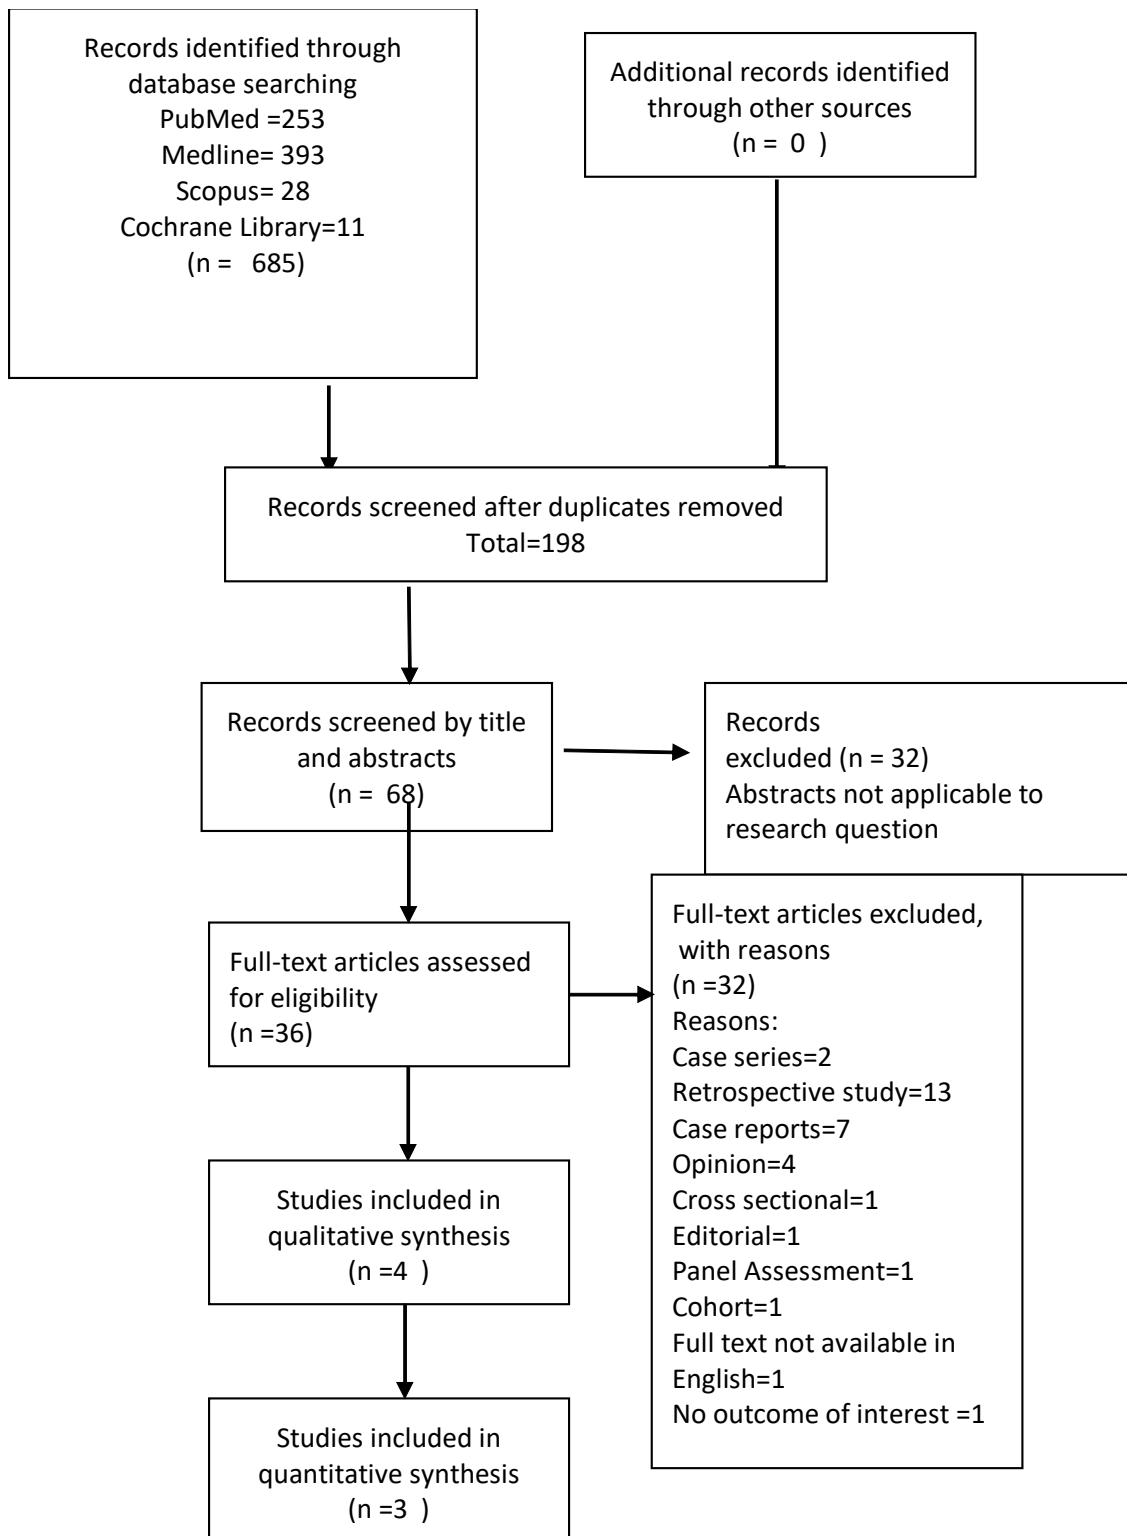 Records identified through
database searching
PubMed =253
Medline= 393
Scopus= 28
Cochrane Library=11
(n =   685)
Additional records identified
through other sources
(n =  0  )
Records screened after duplicates removed
Total=198
Records screened by title
and abstracts
(n =  68)
Records
excluded (n = 32)
Abstracts not applicable to
research question
Full-text articles assessed
for eligibility
(n =36)
Full-text articles excluded,
with reasons
(n =32)
Reasons:
Case series=2
Retrospective study=13
Case reports=7
Opinion=4
Cross sectional=1
Editorial=1
Panel Assessment=1
Cohort=1
Full text not available in
English=1
No outcome of interest =1
Studies included in
qualitative synthesis
(n =4  )
Studies included in
quantitative synthesis
(n =3  )